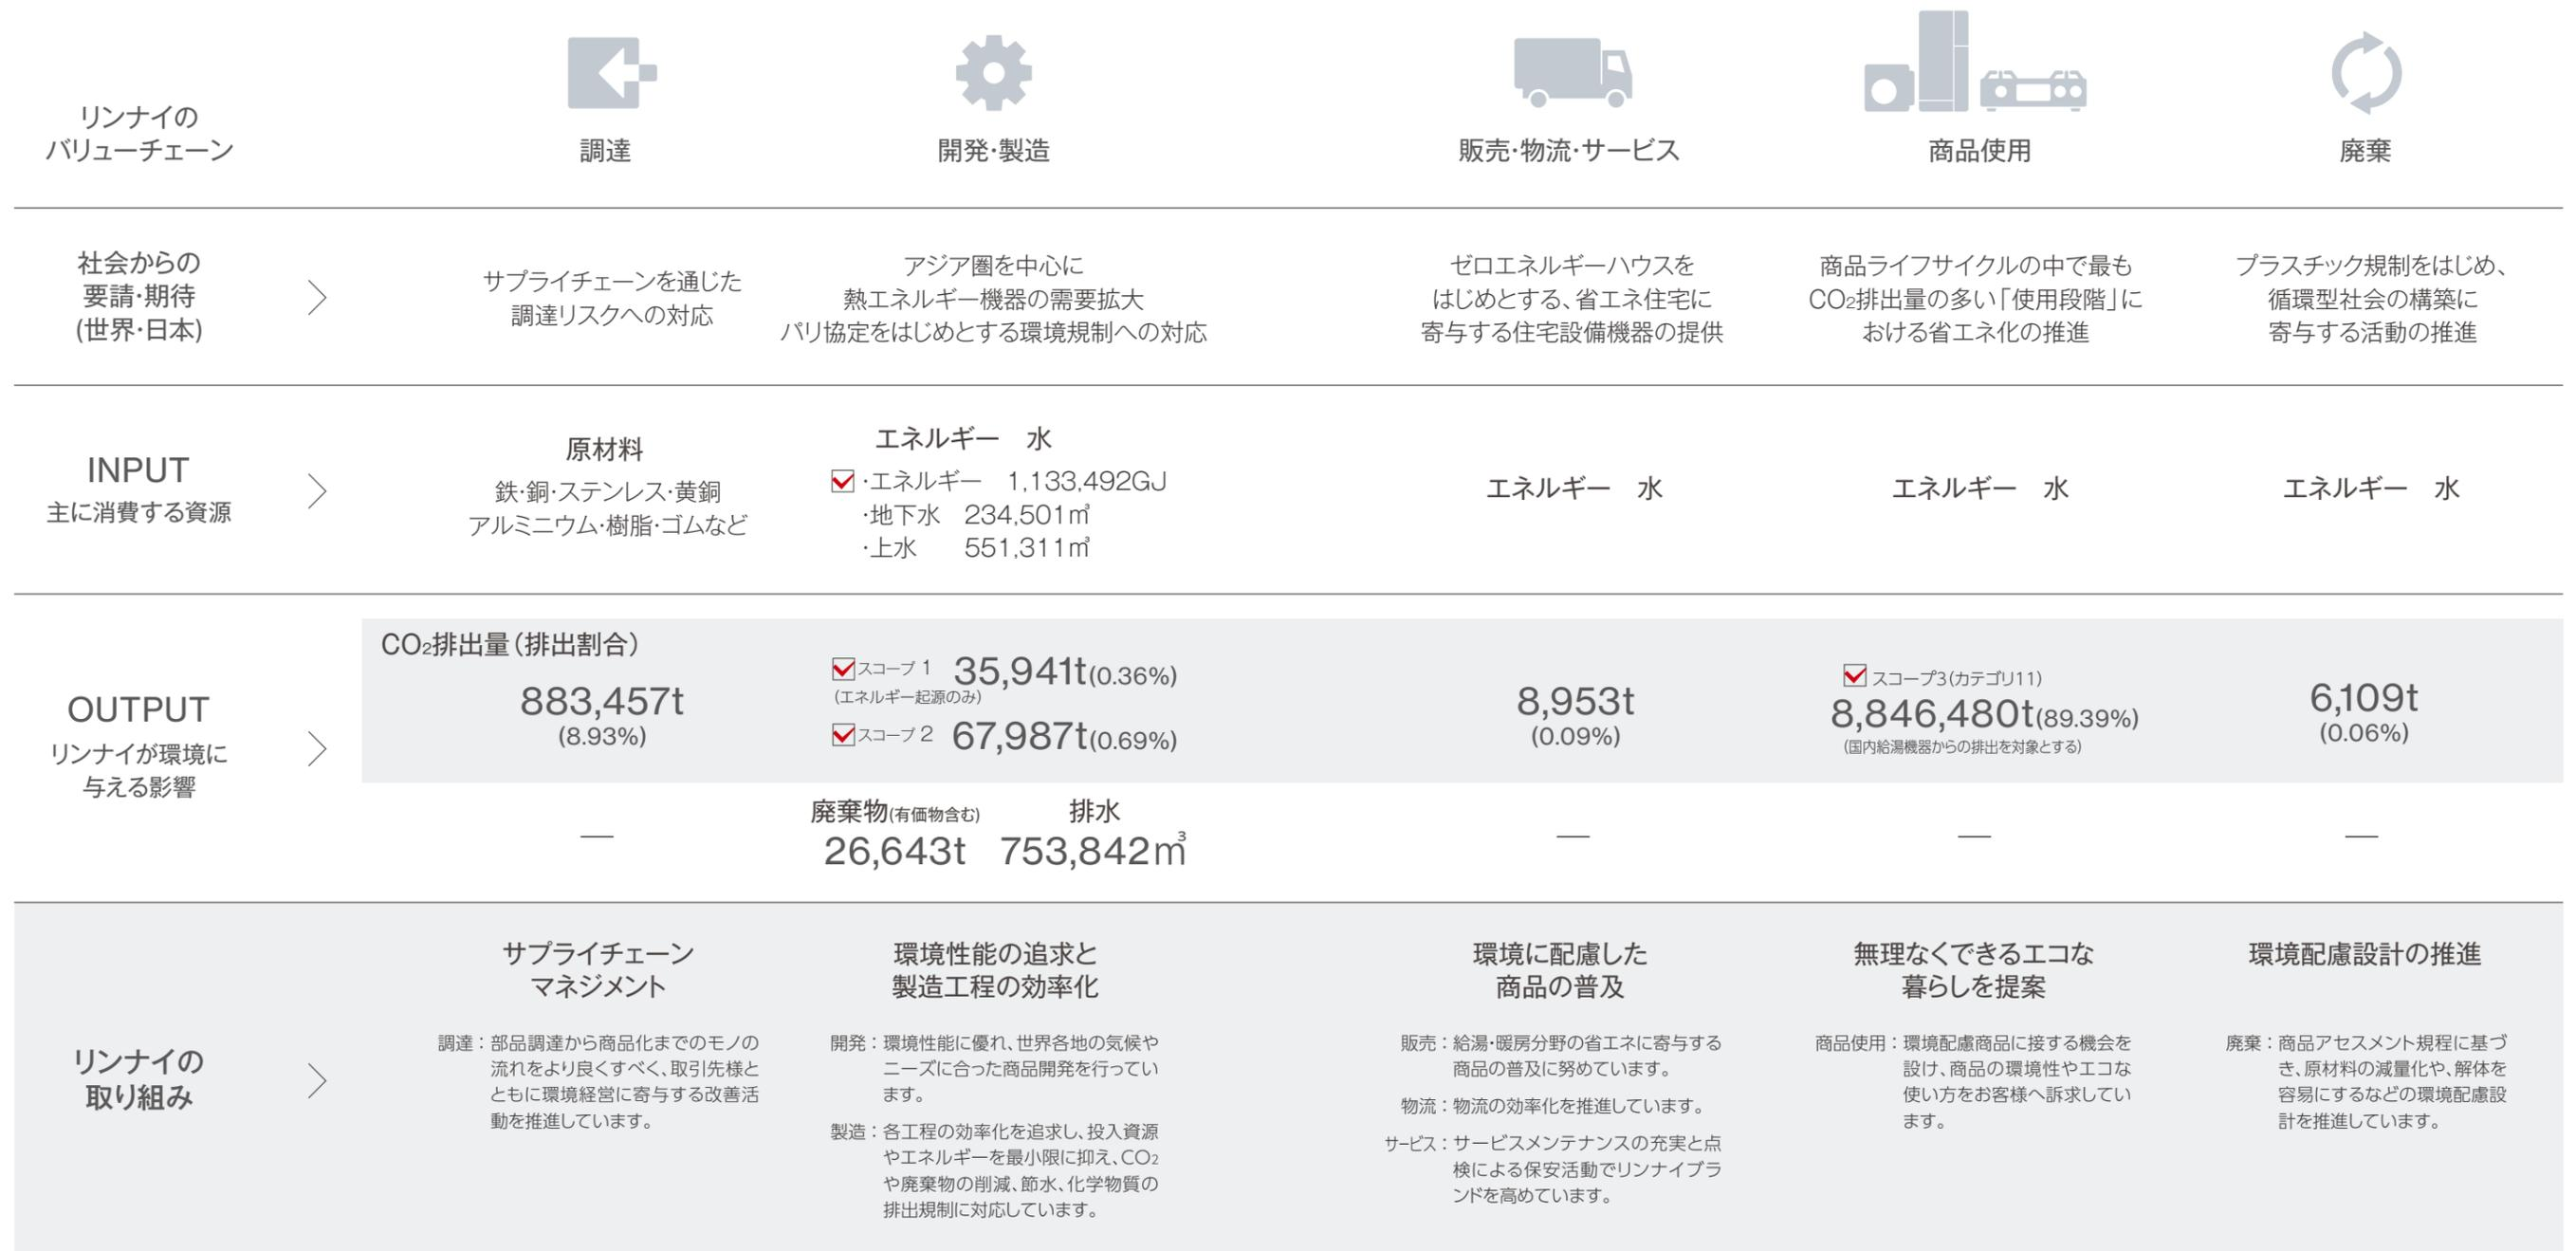 リンナイの
バリューチェーン
調達
開発・製造
販売・物流・サービス
商品使用
廃棄
社会からの
要請・期待
(世界・日本)
サプライチェーンを通じた
調達リスクへの対応
アジア圏を中心に
熱エネルギー機器の需要拡大
パリ協定をはじめとする環境規制への対応
ゼロエネルギーハウスを
はじめとする、省エネ住宅に
寄与する住宅設備機器の提供
商品ライフサイクルの中で最も
CO₂排出量の多い「使用段階」に
おける省エネ化の推進
プラスチック規制をはじめ、
循環型社会の構築に
寄与する活動の推進
INPUT
主に消費する資源
原材料
鉄・銅・ステンレス・黄銅
アルミニウム・樹脂・ゴムなど
エネルギー　水
・エネルギー　1,133,492GJ
・地下水　234,501㎥
・上水　　551,311㎥
エネルギー　水
エネルギー　水
エネルギー　水
OUTPUT
リンナイが環境に
与える影響
CO₂排出量（排出割合）
883,457t
(8.93%)
スコープ 1　35,941t(0.36%)
(エネルギー起源のみ)
スコープ 2　67,987t(0.69%)
8,953t
(0.09%)
スコープ3(カテゴリ11)
8,846,480t(89.39%)
(国内給湯機器からの排出を対象とする)
6,109t
(0.06%)
—
廃棄物(有価物含む)　排水
26,643t　753,842㎥
—
—
—
リンナイの
取り組み
サプライチェーン
マネジメント
調達：部品調達から商品化までのモノの
流れをより良くすべく、取引先様と
ともに環境経営に寄与する改善活
動を推進しています。
環境性能の追求と
製造工程の効率化
開発：環境性能に優れ、世界各地の気候や
ニーズに合った商品開発を行ってい
ます。
製造：各工程の効率化を追求し、投入資源
やエネルギーを最小限に抑え、CO₂
や廃棄物の削減、節水、化学物質の
排出規制に対応しています。
環境に配慮した
商品の普及
販売：給湯・暖房分野の省エネに寄与する
商品の普及に努めています。
物流：物流の効率化を推進しています。
サービス：サービスメンテナンスの充実と点
検による保安活動でリンナイブラ
ンドを高めています。
無理なくできるエコな
暮らしを提案
商品使用：環境配慮商品に接する機会を
設け、商品の環境性やエコな
使い方をお客様へ訴求してい
ます。
環境配慮設計の推進
廃棄：商品アセスメント規程に基づ
き、原材料の減量化や、解体を
容易にするなどの環境配慮設
計を推進しています。